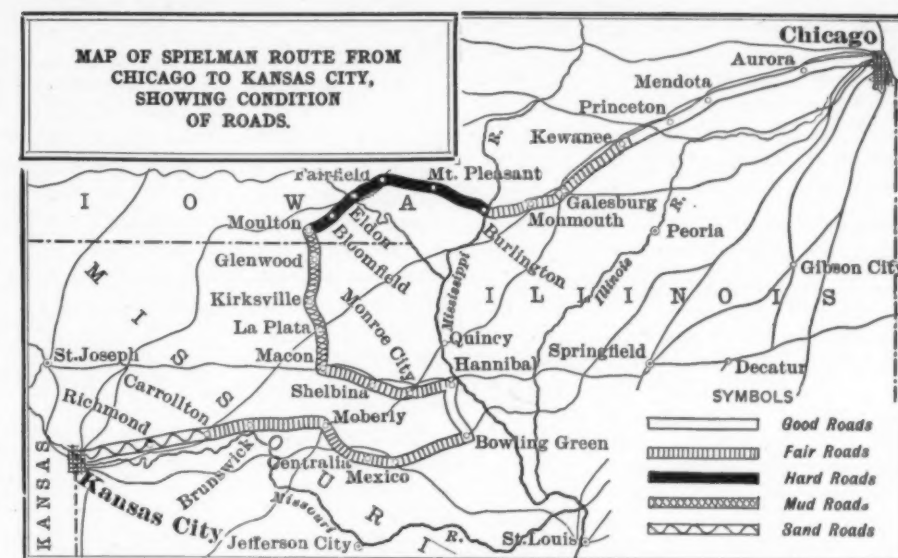 MAP OF SPIELMAN ROUTE FROM
CHICAGO TO KANSAS CITY,
SHOWING CONDITION
OF ROADS.
Chicago
Aurora
Mendota
Princeton
Kewanee
R.
Fairfield
Mt. Pleasant
IOWA
Galesburg
Monmouth
Burlington
Moulton
Eldon
Bloomfield
Glenwood
Peoria
R.
Illinois
Gibson City
Mississippi
ILLINOIS
Kirksville
La Plata
Monroe City
Quincy
Macon
Hannibal
Springfield
Decatur
St. Joseph
Shelbina
Carrollton
Richmond
Moberly
Bowling Green
MISSOURI
Brunswick
Centralia
Mexico
Kansas City
KANSAS
Missouri
R.
Jefferson City
St. Louis
SYMBOLS
Good Roads
Fair Roads
Hard Roads
Mud Roads
Sand Roads